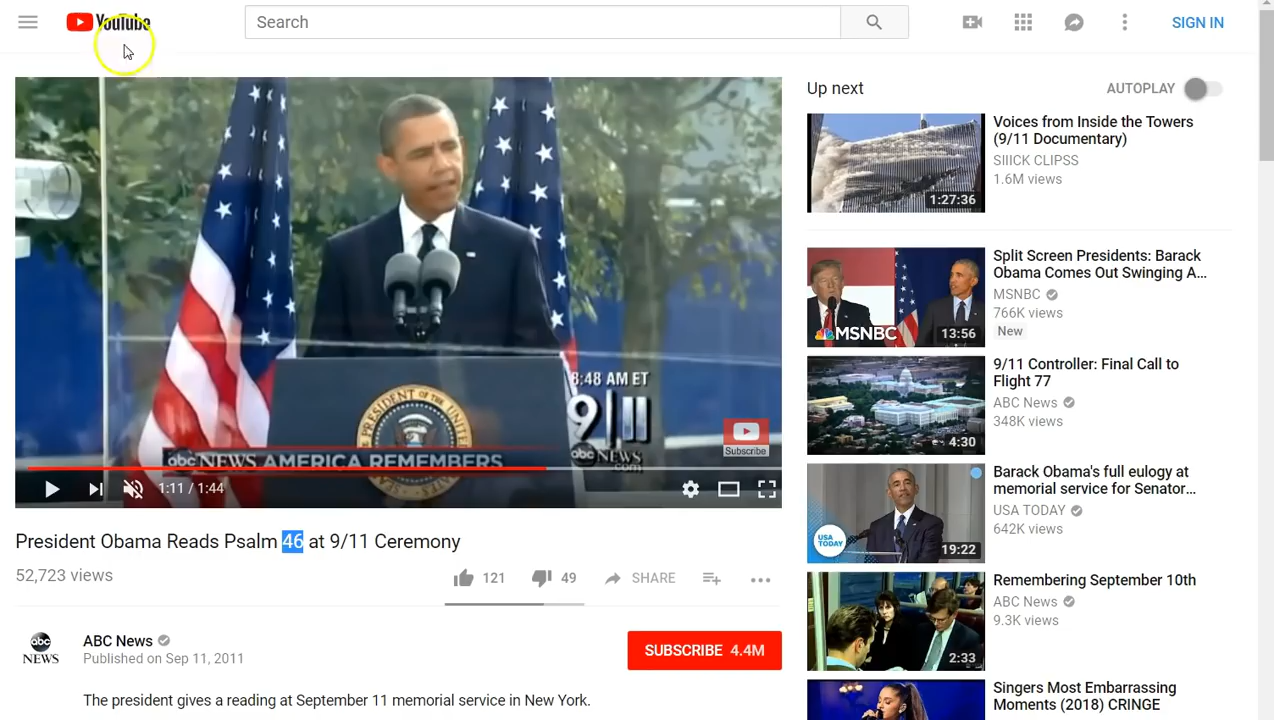 YouTube
Search
SIGN IN
8:48 AM ET
9|11
abc NEWS
.com
PRESIDENT OF THE UNITED
abc NEWS AMERICA REMEMBERS
Subscribe
1:11 / 1:44
President Obama Reads Psalm 46 at 9/11 Ceremony
52,723 views
121
49
SHARE
abc
NEWS
ABC News
Published on Sep 11, 2011
SUBSCRIBE 4.4M
The president gives a reading at September 11 memorial service in New York.
Up next
AUTOPLAY
1:27:36
Voices from Inside the Towers
(9/11 Documentary)
SIIICK CLIPSS
1.6M views
MSNBC
13:56
Split Screen Presidents: Barack
Obama Comes Out Swinging A...
MSNBC
766K views
New
4:30
9/11 Controller: Final Call to
Flight 77
ABC News
348K views
USA
TODAY
19:22
Barack Obama's full eulogy at
memorial service for Senator...
USA TODAY
642K views
2:33
Remembering September 10th
ABC News
9.3K views
Singers Most Embarrassing
Moments (2018) CRINGE